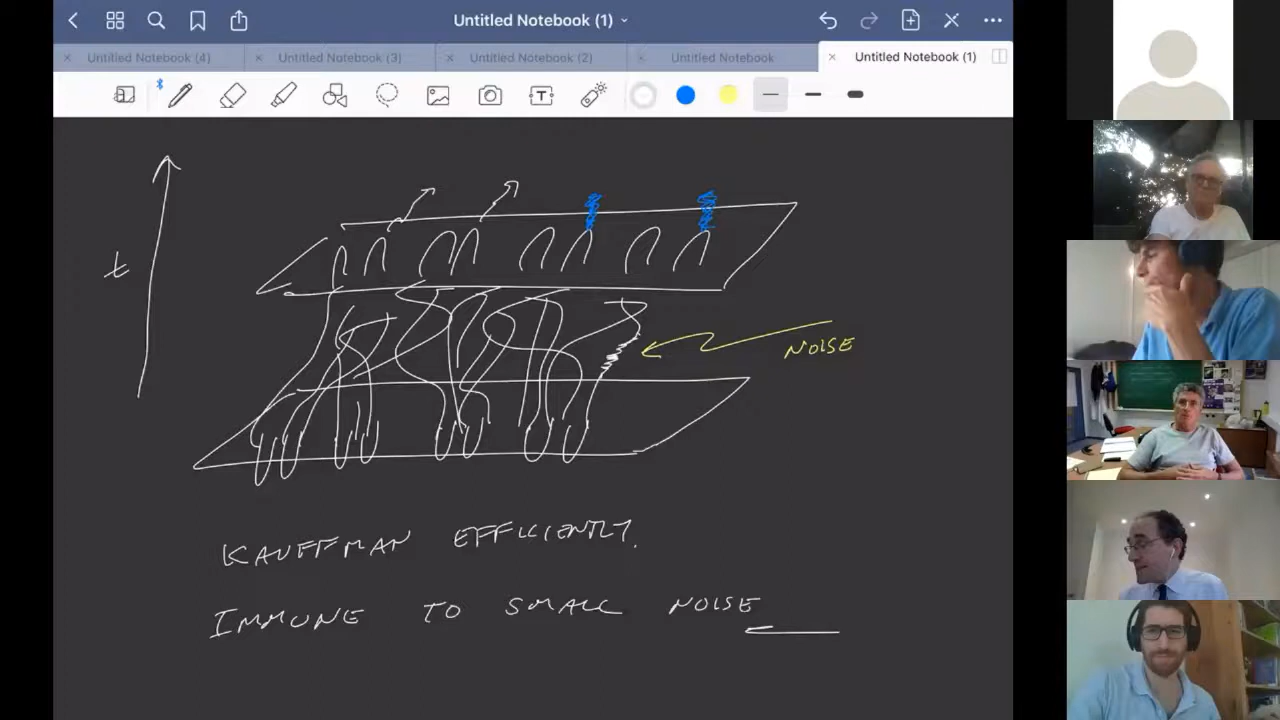 Untitled Notebook (1)
Untitled Notebook (4)
Untitled Notebook (3)
Untitled Notebook (2)
Untitled Notebook
Untitled Notebook (1)
t
NOISE
KAUFFMAN EFFICIENTLY.
IMMUNE TO SMALL NOISE